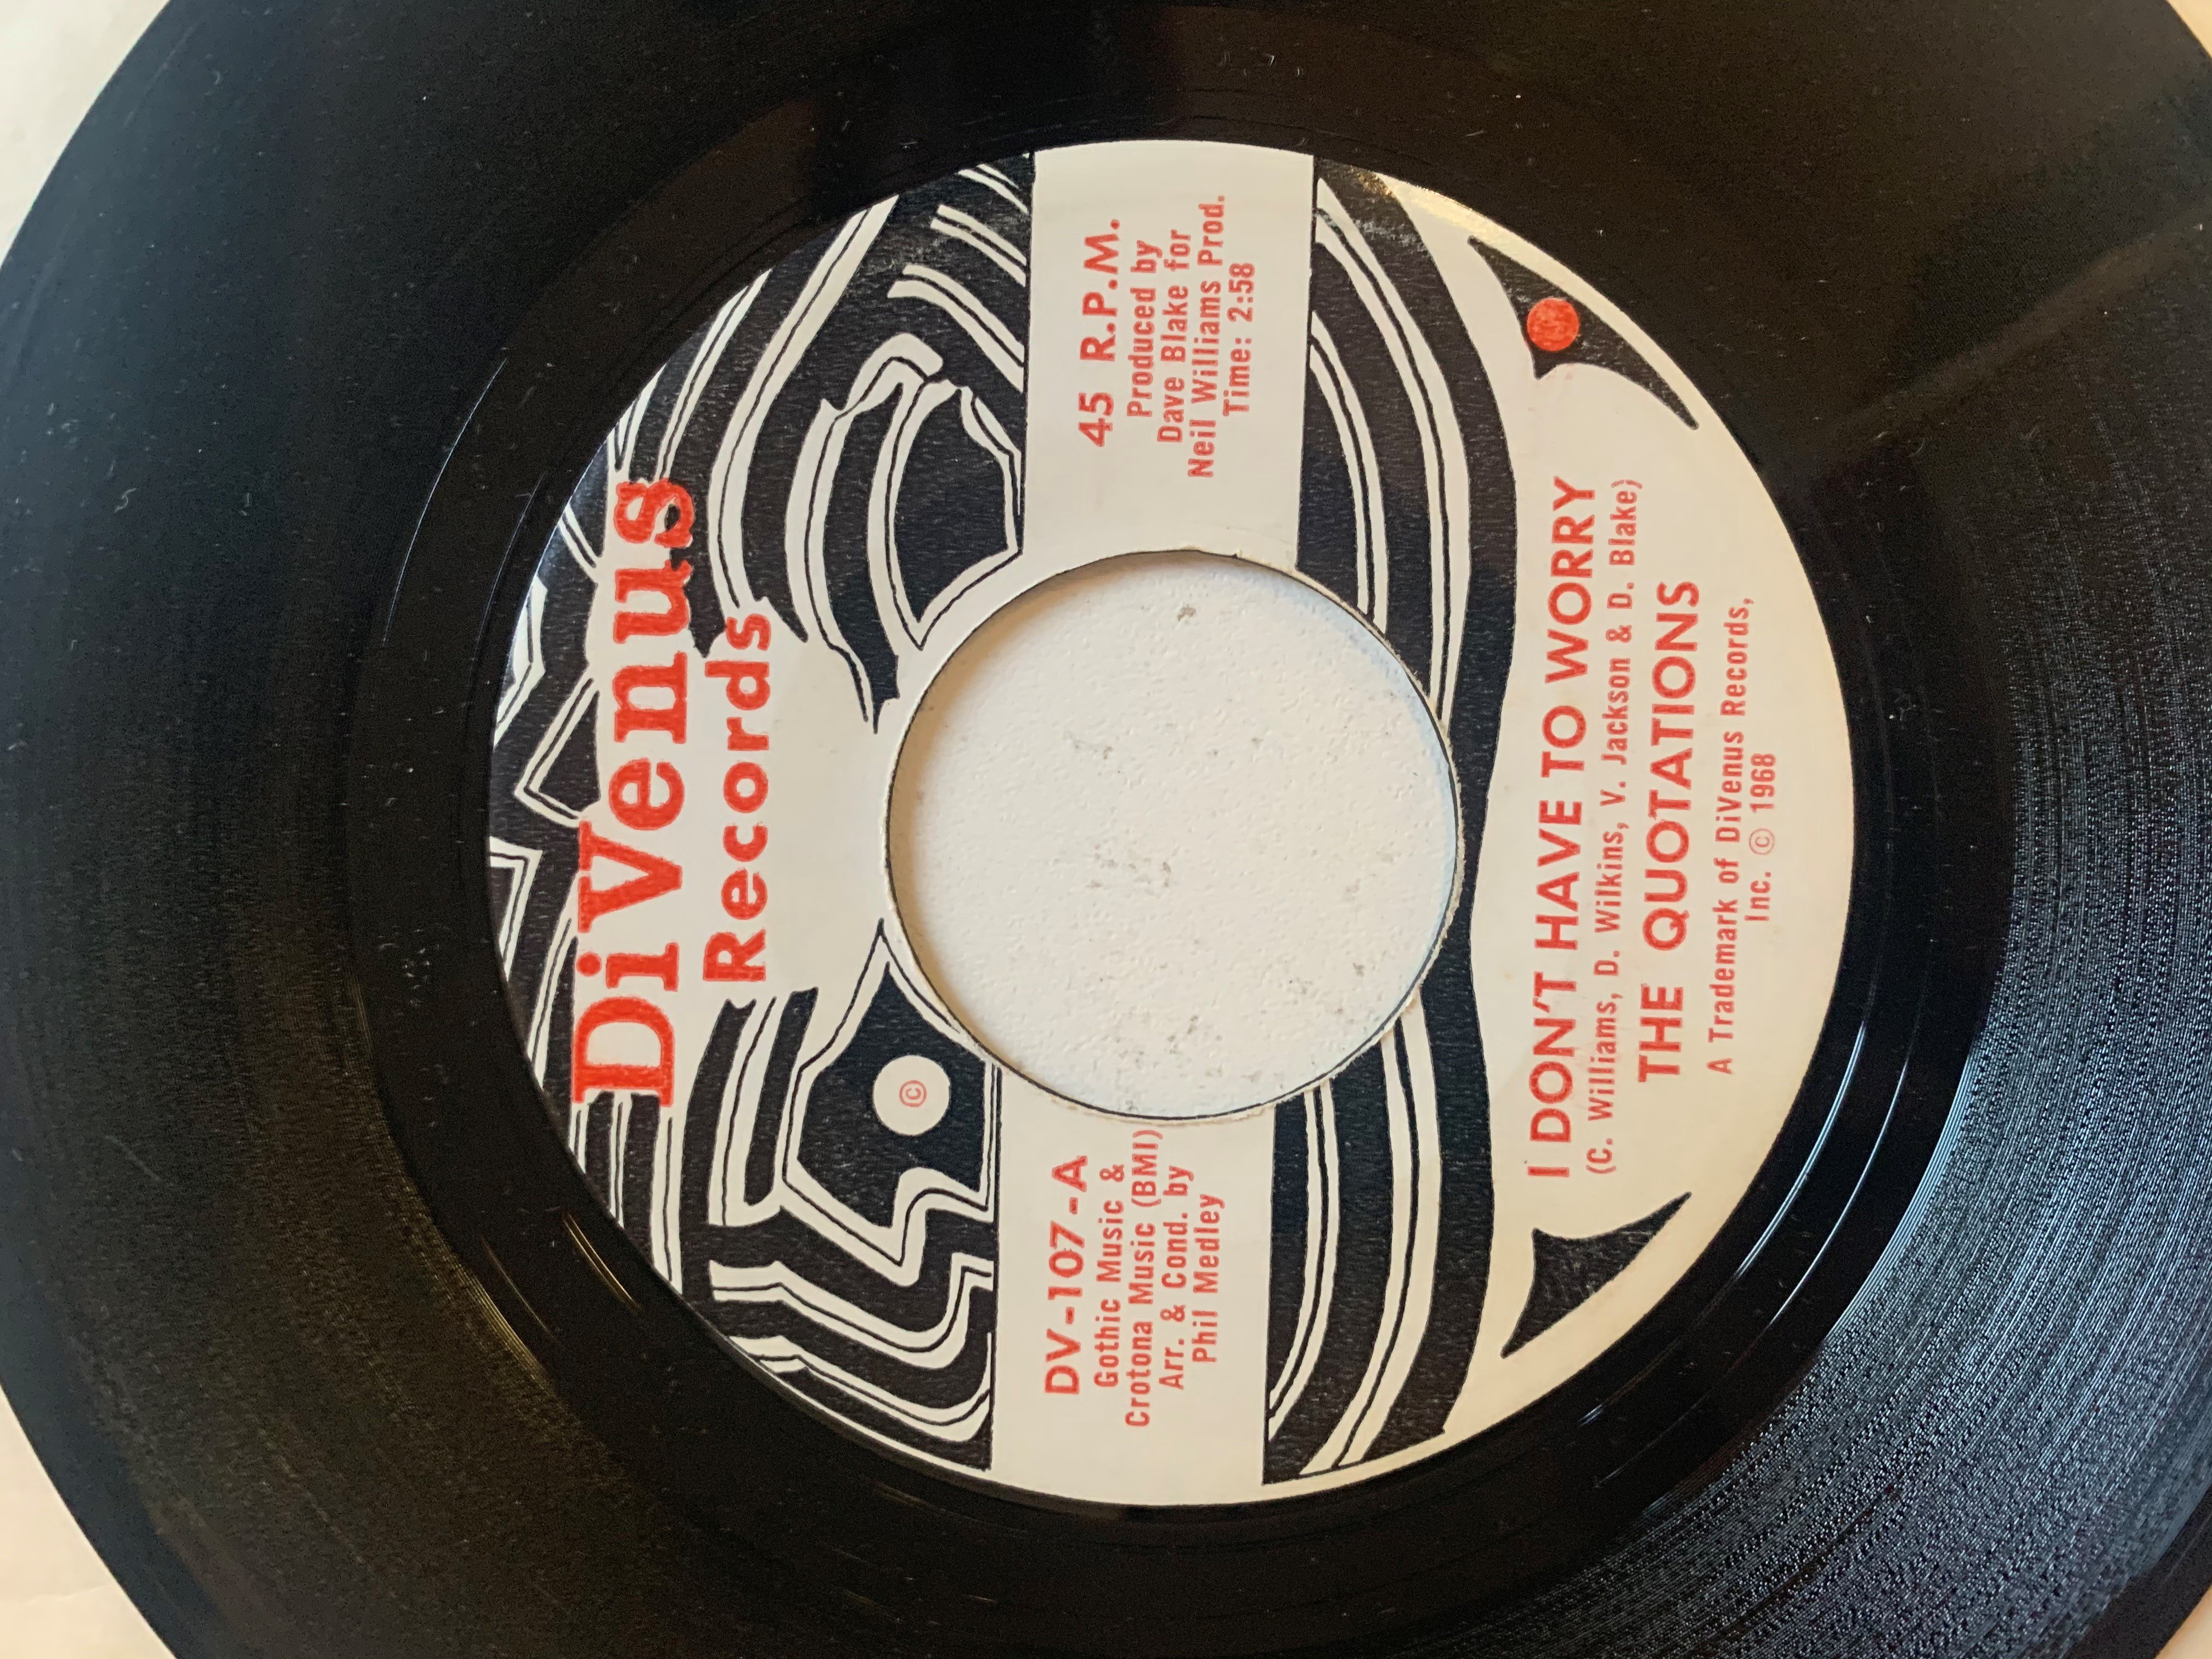 DiVenus
Records
©
DV-107-A
Gothic Music &
Crotona Music (BMI)
Arr. & Cond. by
Phil Medley
45 R.P.M.
Produced by
Dave Blake for
Neil Williams Prod.
Time: 2:58
I DON'T HAVE TO WORRY
(C. Williams, D. Wilkins, V. Jackson & D. Blake)
THE QUOTATIONS
A Trademark of DiVenus Records,
Inc. © 1968